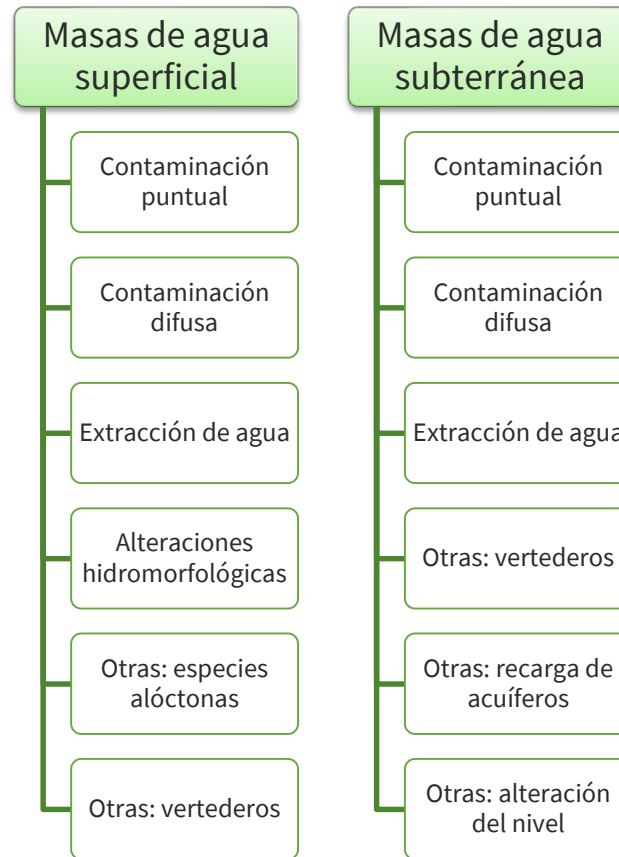 Masas de agua
superficial
Contaminación
puntual
Contaminación
difusa
Extracción de agua
Alteraciones
hidromorfológicas
Otras: especies
alóctonas
Otras: vertederos
Masas de agua
subterránea
Contaminación
puntual
Contaminación
difusa
Extracción de agua
Otras: vertederos
Otras: recarga de
acuíferos
Otras: alteración
del nivel